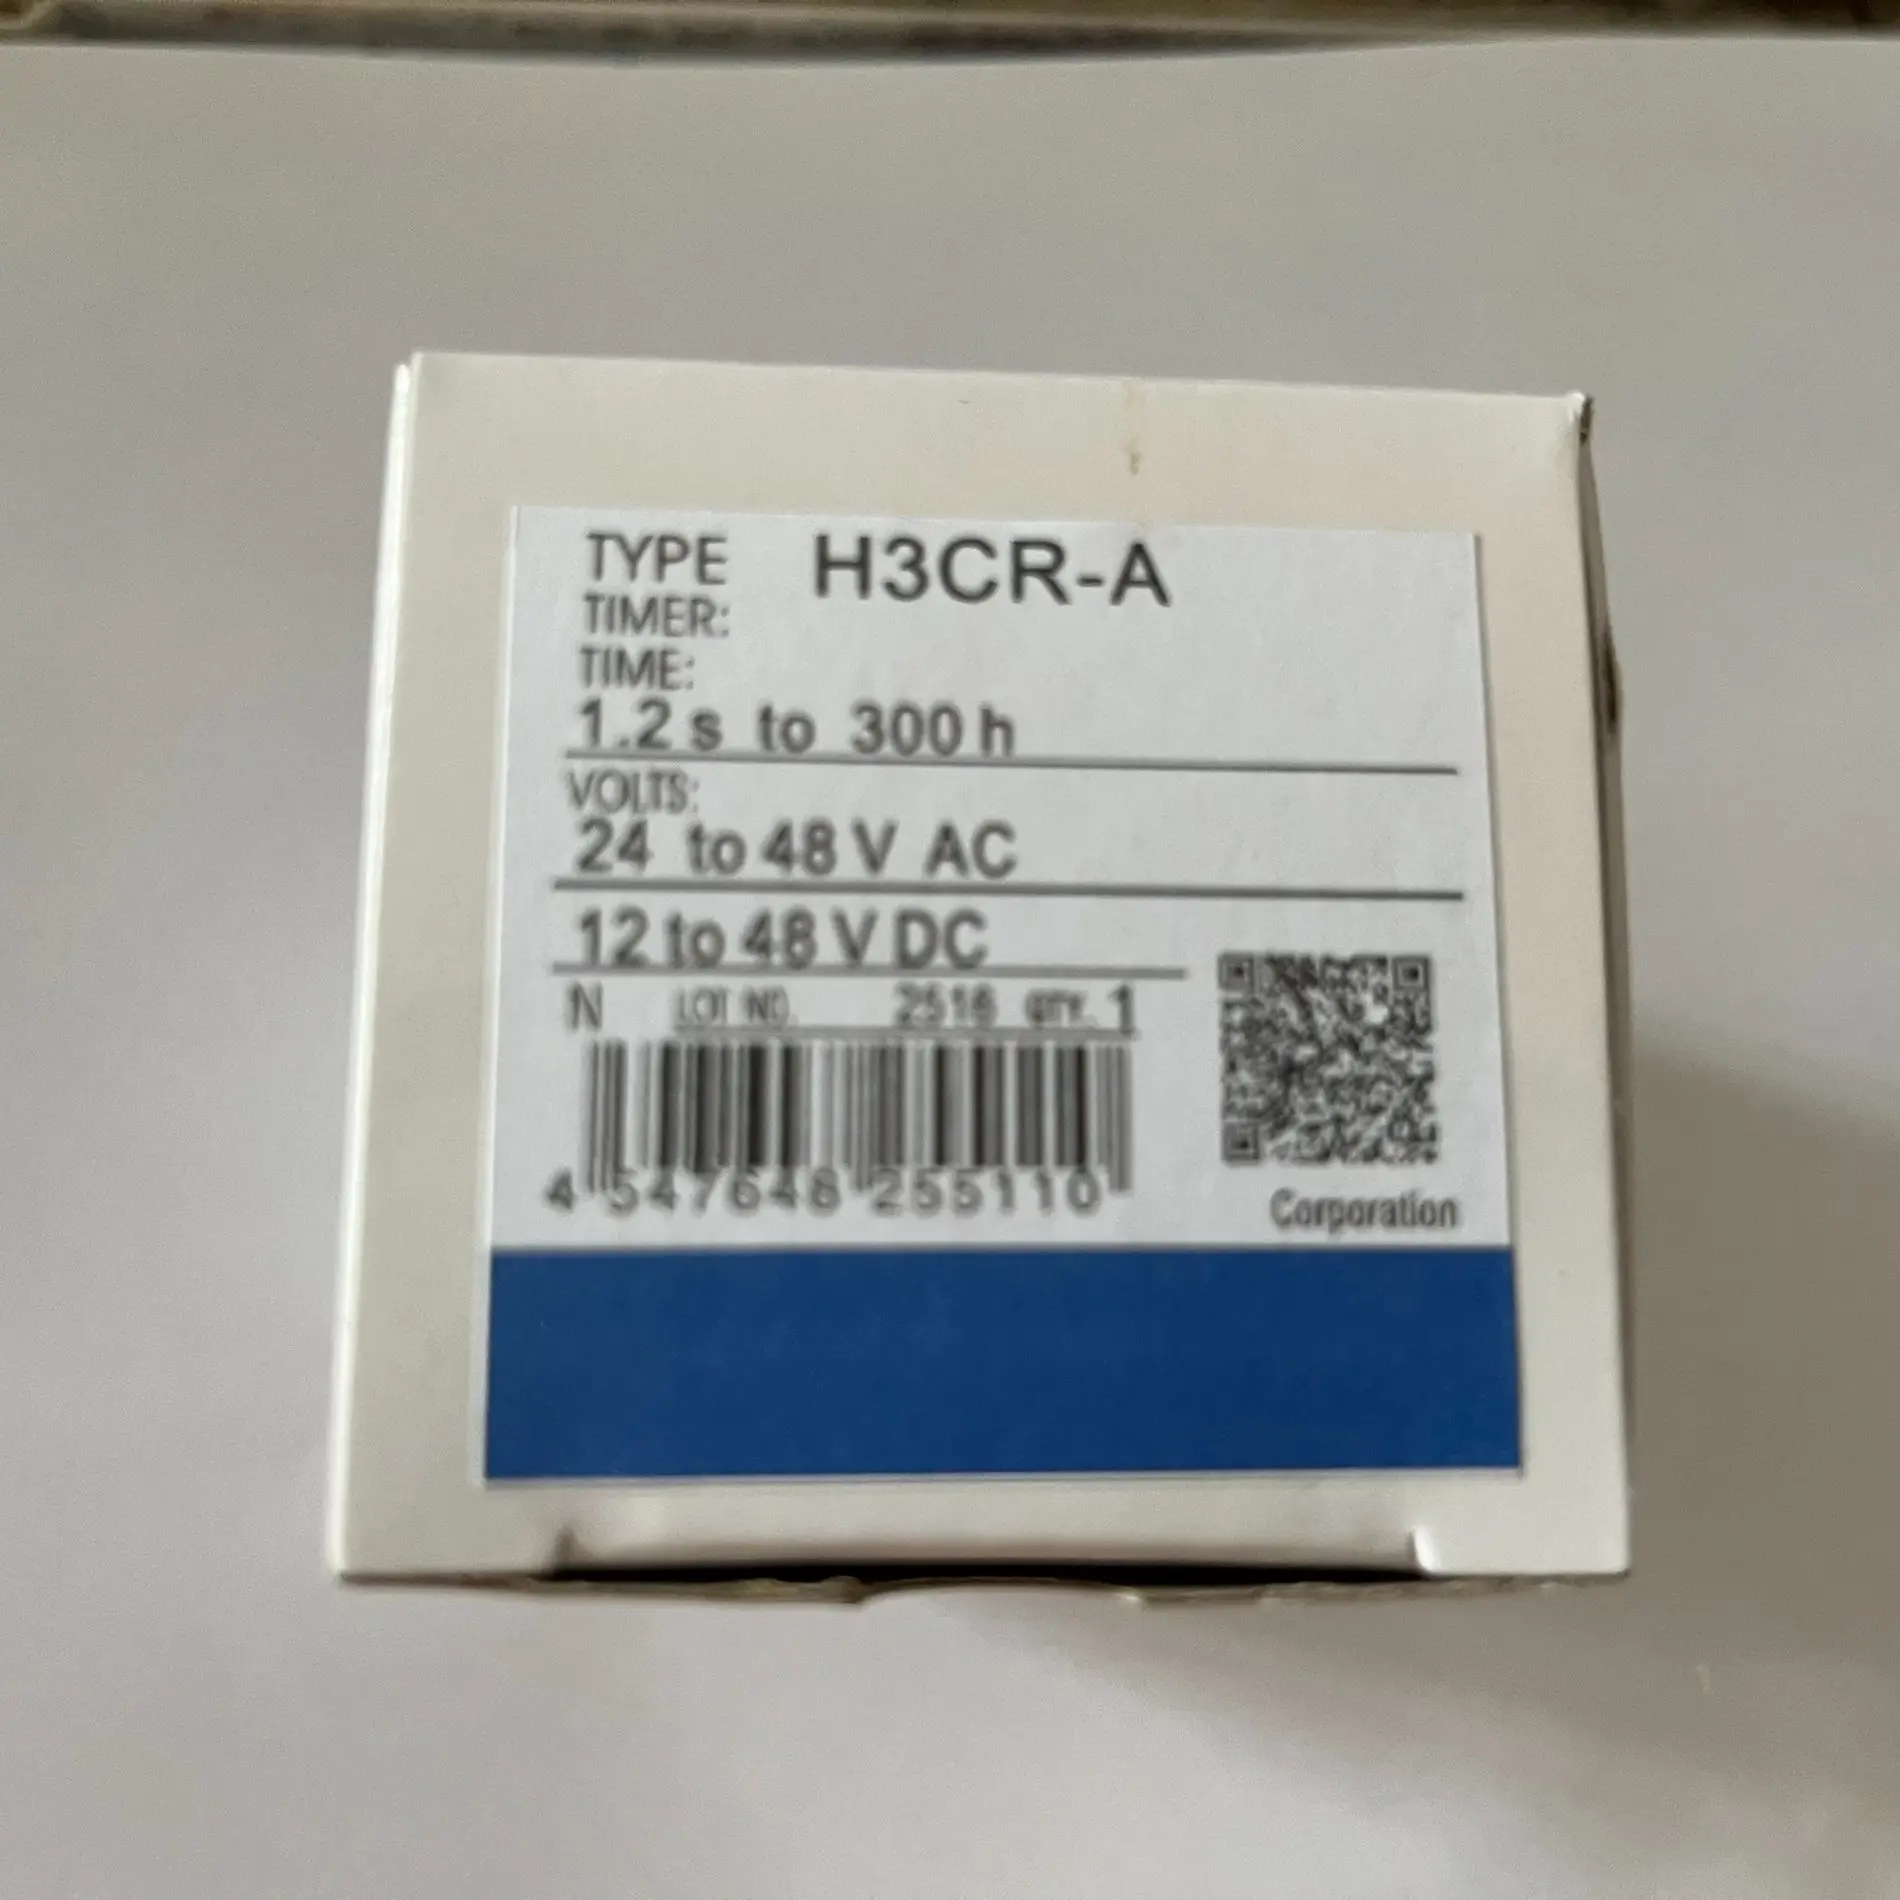 TYPE H3CR-A
TIMER:
TIME:
1.2 s to 300 h
VOLTS:
24 to 48 V AC
12 to 48 V DC
N LOT NO. 2516 QTY. 1
4 547648 255110
Corporation